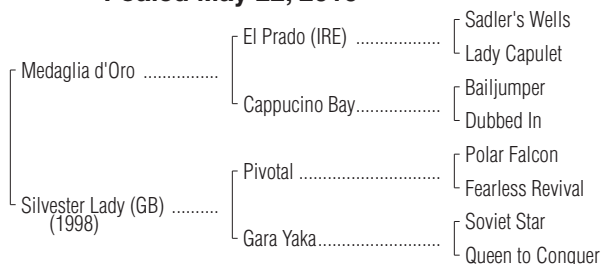 Foaled May 22,
Sadler's Wells
El Prado (IRE) ....................
Lady Capulet
Medaglia d'Oro ................
Bailjumper
Cappucino Bay....................
Dubbed In
Polar Falcon
Pivotal .................................
Fearless Revival
Silvester Lady (GB) ..........
(1998)
Soviet Star
Gara Yaka............................
Queen to Conquer